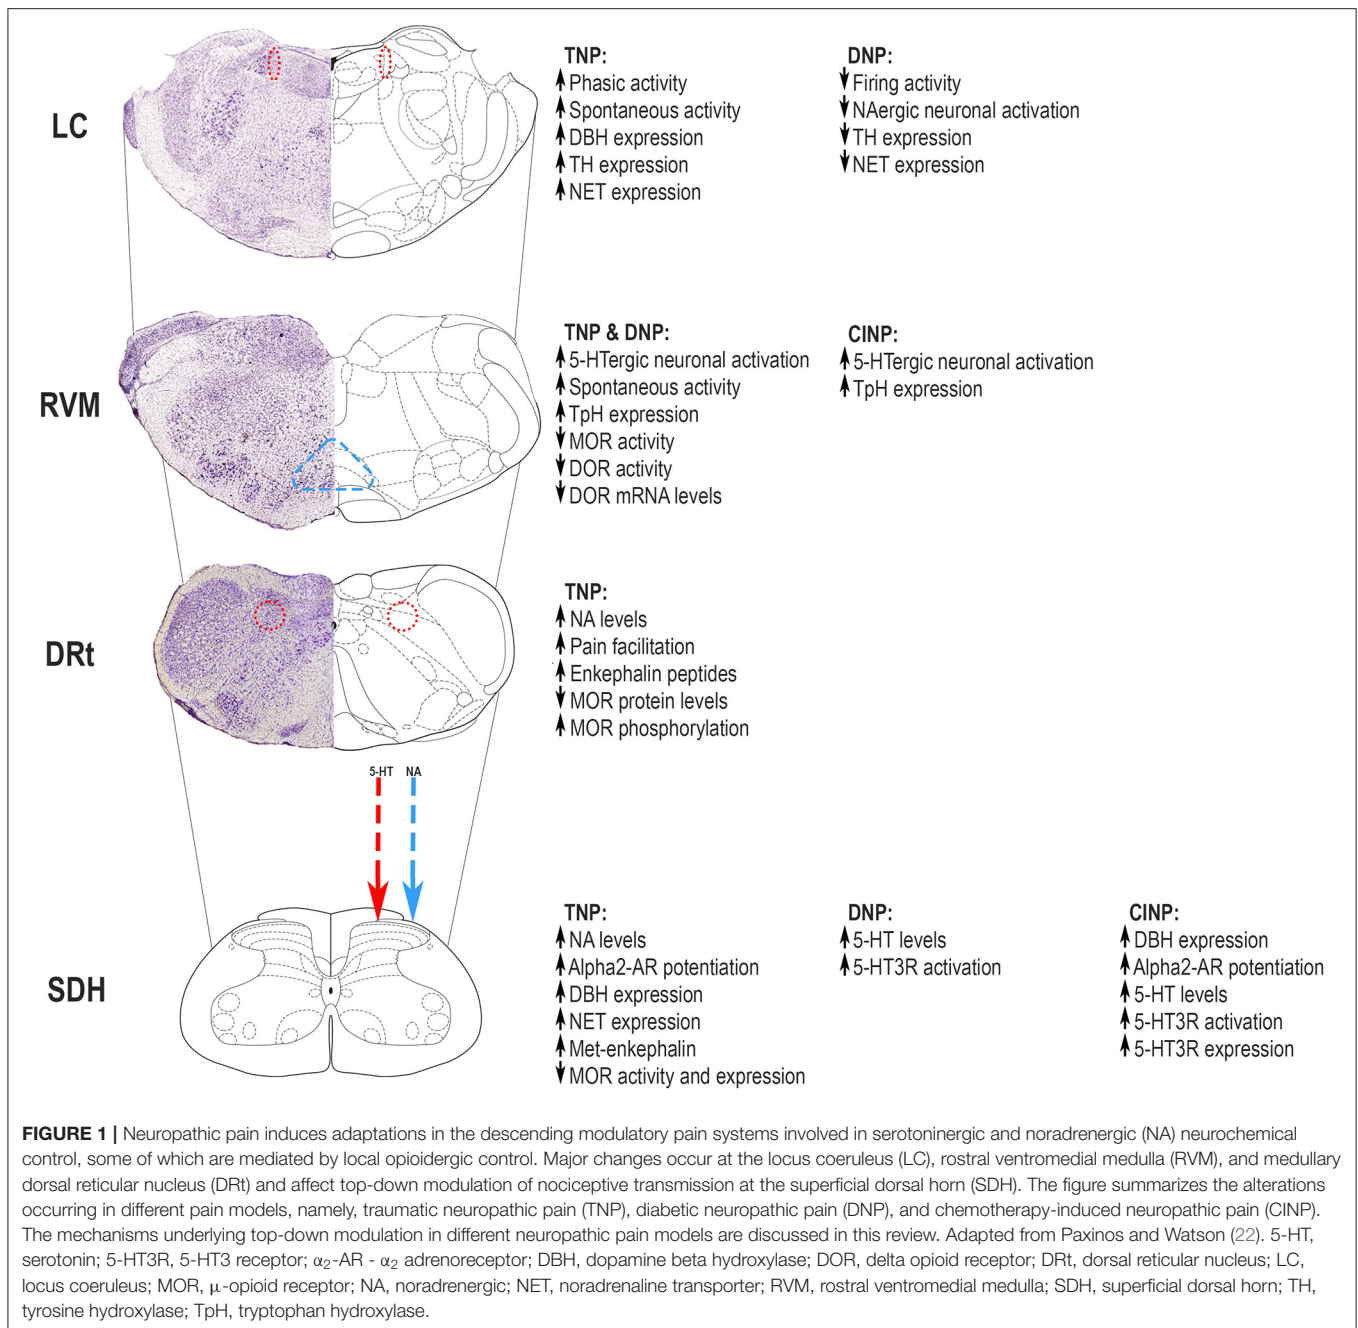 LC
TNP:
Phasic activity
Spontaneous activity
DBH expression
TH expression
NET expression
DNP:
Firing activity
NAergic neuronal activation
TH expression
NET expression
RVM
TNP & DNP:
5-HTergic neuronal activation
Spontaneous activity
TpH expression
MOR activity
DOR activity
DOR mRNA levels
CINP:
5-HTergic neuronal activation
TpH expression
DRt
TNP:
NA levels
Pain facilitation
Enkephalin peptides
MOR protein levels
MOR phosphorylation
5-HT NA
SDH
TNP:
NA levels
Alpha2-AR potentiation
DBH expression
NET expression
Met-enkephalin
MOR activity and expression
DNP:
5-HT levels
5-HT3R activation
CINP:
DBH expression
Alpha2-AR potentiation
5-HT levels
5-HT3R activation
5-HT3R expression
FIGURE 1 | Neuropathic pain induces adaptations in the descending modulatory pain systems involved in serotoninergic and noradrenergic (NA) neurochemical
control, some of which are mediated by local opioidergic control. Major changes occur at the locus coeruleus (LC), rostral ventromedial medulla (RVM), and medullary
dorsal reticular nucleus (DRt) and affect top-down modulation of nociceptive transmission at the superficial dorsal horn (SDH). The figure summarizes the alterations
occurring in different pain models, namely, traumatic neuropathic pain (TNP), diabetic neuropathic pain (DNP), and chemotherapy-induced neuropathic pain (CINP).
The mechanisms underlying top-down modulation in different neuropathic pain models are discussed in this review. Adapted from Paxinos and Watson (22). 5-HT,
serotonin; 5-HT3R, 5-HT3 receptor; α₂-AR - α₂ adrenoreceptor; DBH, dopamine beta hydroxylase; DOR, delta opioid receptor; DRt, dorsal reticular nucleus; LC,
locus coeruleus; MOR, μ-opioid receptor; NA, noradrenergic; NET, noradrenaline transporter; RVM, rostral ventromedial medulla; SDH, superficial dorsal horn; TH,
tyrosine hydroxylase; TpH, tryptophan hydroxylase.